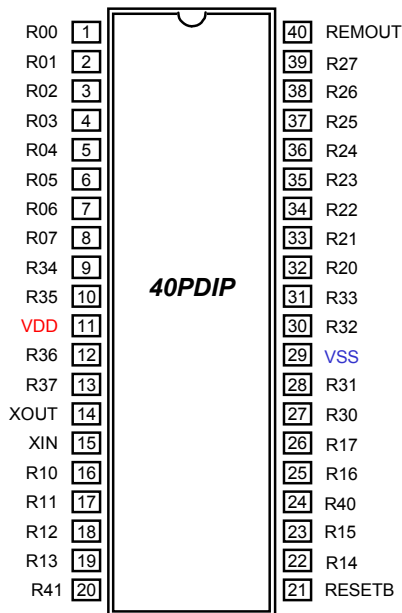 R00 1 40 REMOUT
R01 2 39 R27
R02 3 38 R26
R03 4 37 R25
R04 5 36 R24
R05 6 35 R23
R06 7 34 R22
R07 8 33 R21
R34 9 32 R20
R35 10 40PDIP 31 R33
VDD 11 30 R32
R36 12 29 VSS
R37 13 28 R31
XOUT 14 27 R30
XIN 15 26 R17
R10 16 25 R16
R11 17 24 R40
R12 18 23 R15
R13 19 22 R14
R41 20 21 RESETB